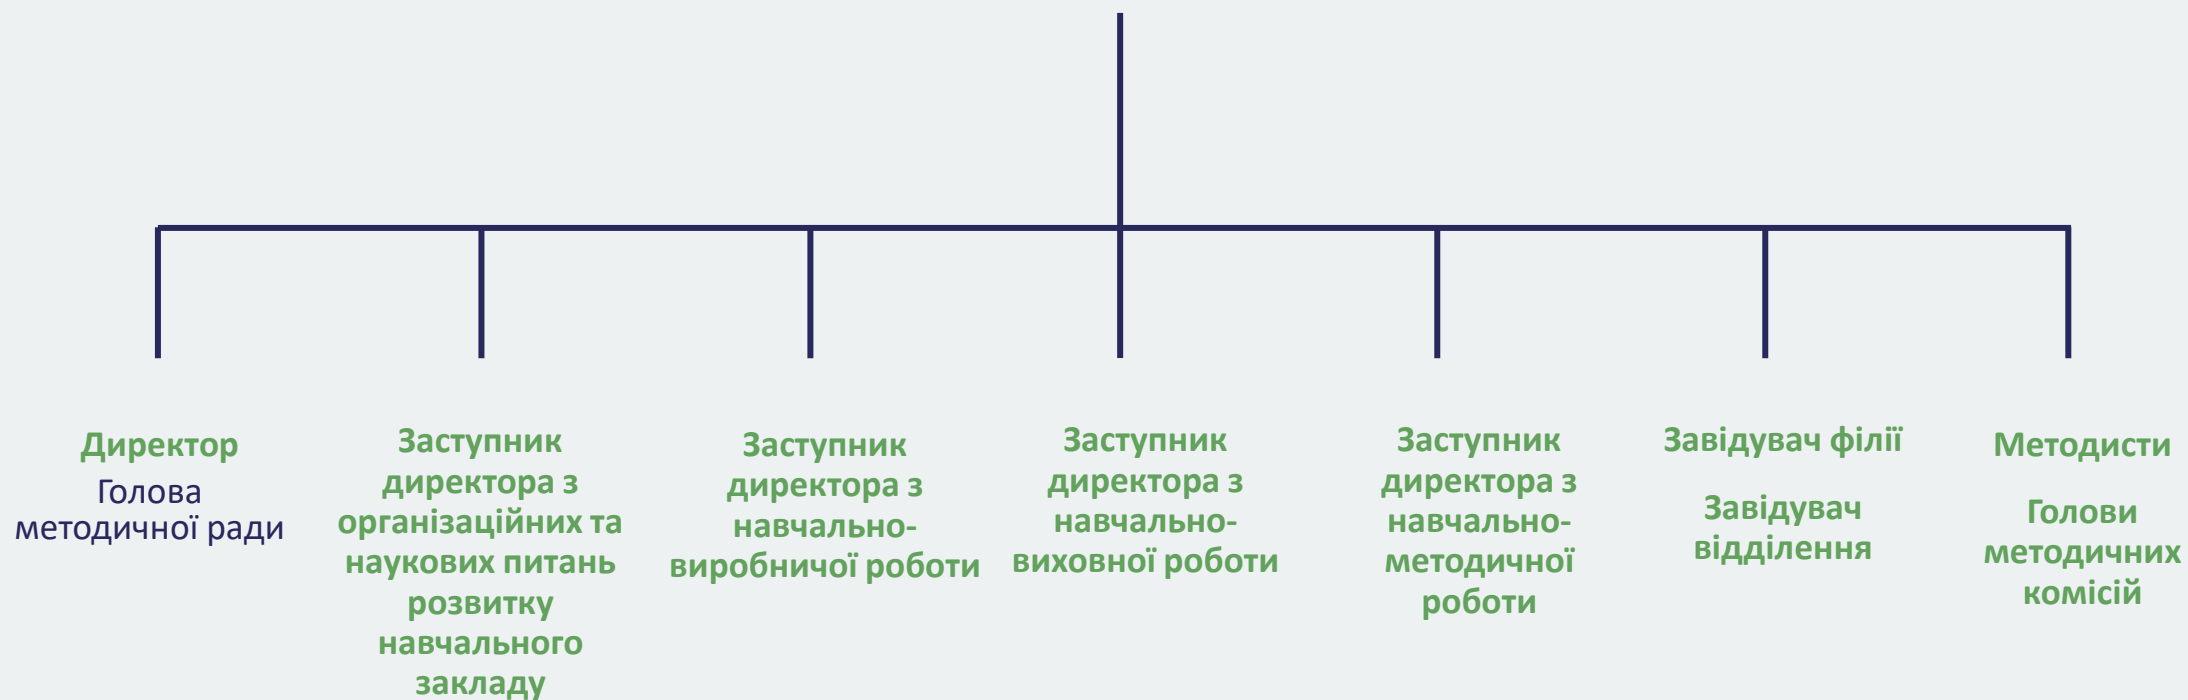 Директор
Голова
методичної ради
Заступник
директора з
організаційних та
наукових питань
розвитку
навчального
закладу
Заступник
директора з
навчально-
виробничої роботи
Заступник
директора з
навчально-
виховної роботи
Заступник
директора з
навчально-
методичної
роботи
Завідувач філії
Завідувач
відділення
Методисти
Голови
методичних
комісій